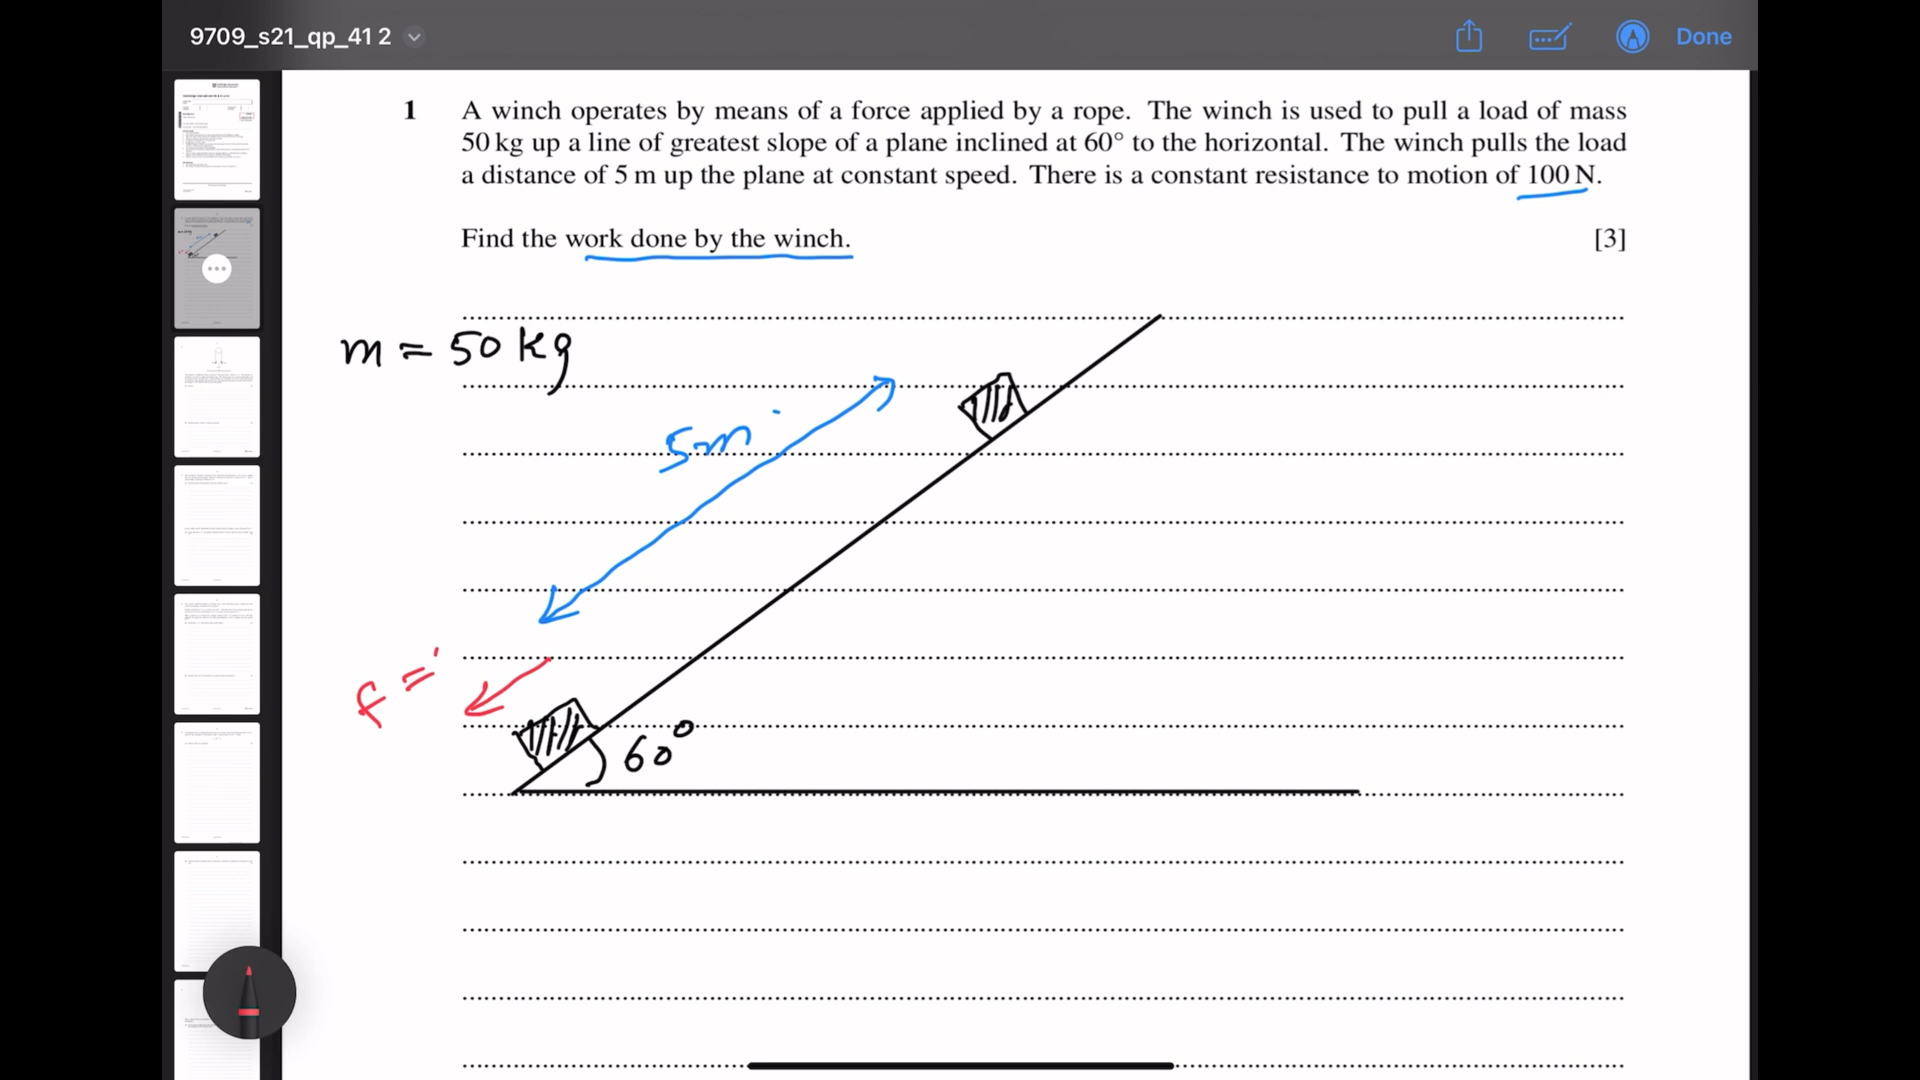 9709_s21_qp_41 2
Done
1 A winch operates by means of a force applied by a rope. The winch is used to pull a load of mass
50 kg up a line of greatest slope of a plane inclined at 60° to the horizontal. The winch pulls the load
a distance of 5 m up the plane at constant speed. There is a constant resistance to motion of 100 N.
Find the work done by the winch. [3]
m = 50 kg
5m
f =
60°